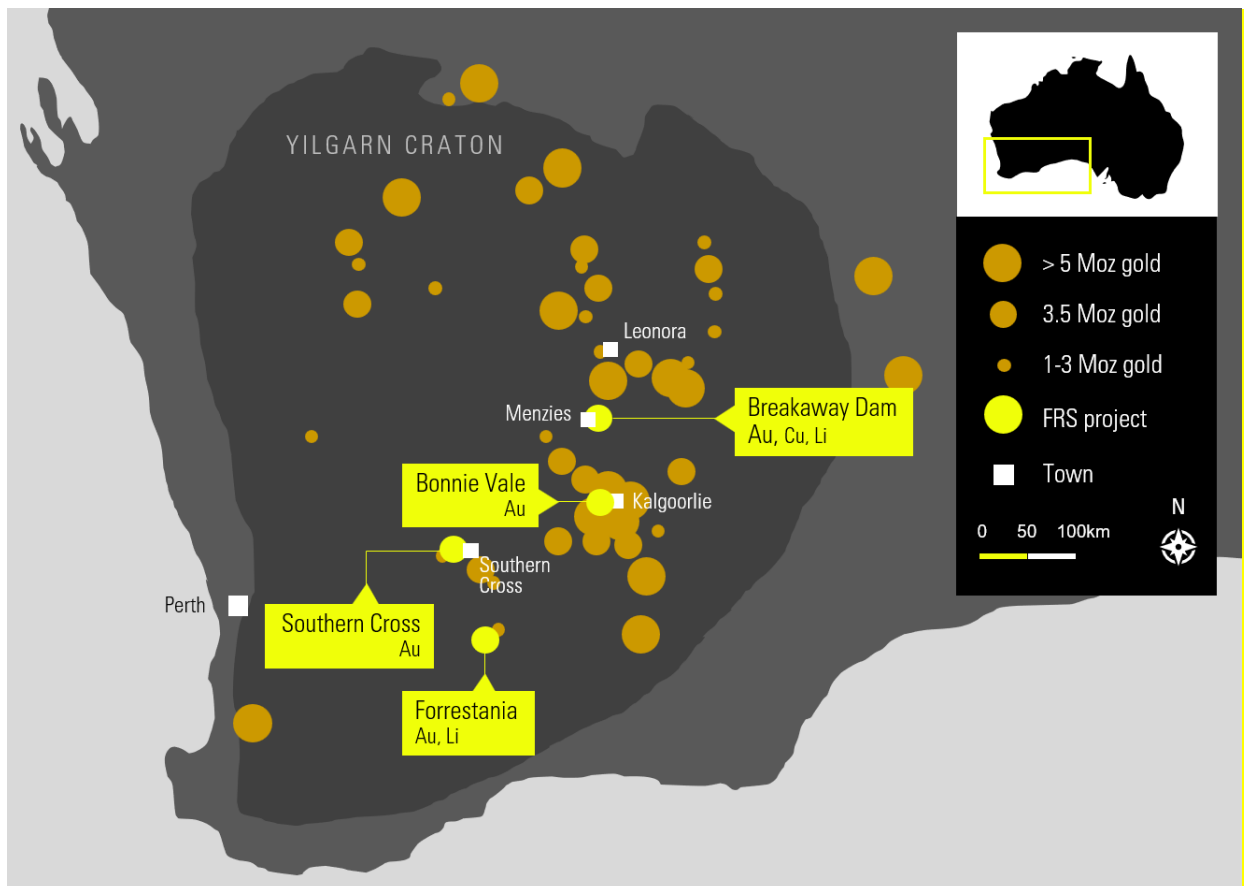 YILGARN CRATON
> 5 Moz gold
3.5 Moz gold
1-3 Moz gold
FRS project
Town
N
0 50 100km
Leonora
Menzies
Breakaway Dam
Au, Cu, Li
Bonnie Vale
Au
Kalgoorlie
Southern
Cross
Perth
Southern Cross
Au
Forrestania
Au, Li